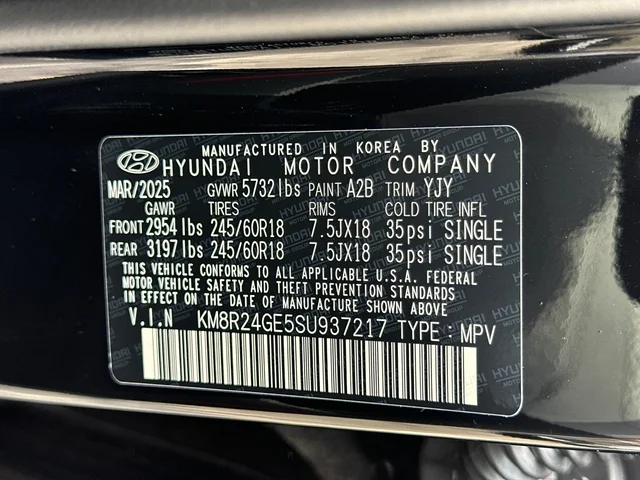 MANUFACTURED IN KOREA BY
HYUNDAI MOTOR COMPANY
MAR/2025 GVWR 5732lbs PAINT A2B TRIM YJY
GAWR TIRES RIMS COLD TIRE INFL
FRONT 2954 lbs 245/60R18 7.5JX18 35psi SINGLE
REAR 3197 lbs 245/60R18 7.5JX18 35psi SINGLE
THIS VEHICLE CONFORMS TO ALL APPLICABLE U.S.A. FEDERAL
MOTOR VEHICLE SAFETY, BUMPER, AND THEFT PREVENTION STANDARDS
IN EFFECT ON THE DATE OF MANUFACTURE SHOWN ABOVE.
V.I.N KM8R24GE5SU937217 TYPE : MPV